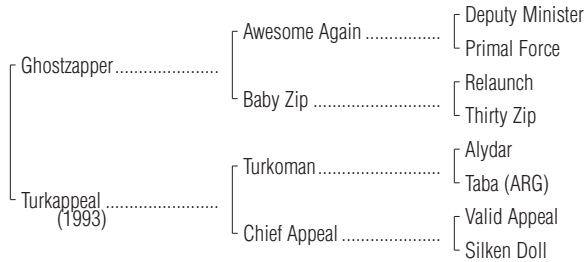 Deputy Minister
Awesome Again ..................
Primal Force
Ghostzapper.........................
Relaunch
Baby Zip ..............................
Thirty Zip
Alydar
Turkoman.............................
Taba (ARG)
Turkappeal ...........................
(1993)
Valid Appeal
Chief Appeal .......................
Silken Doll